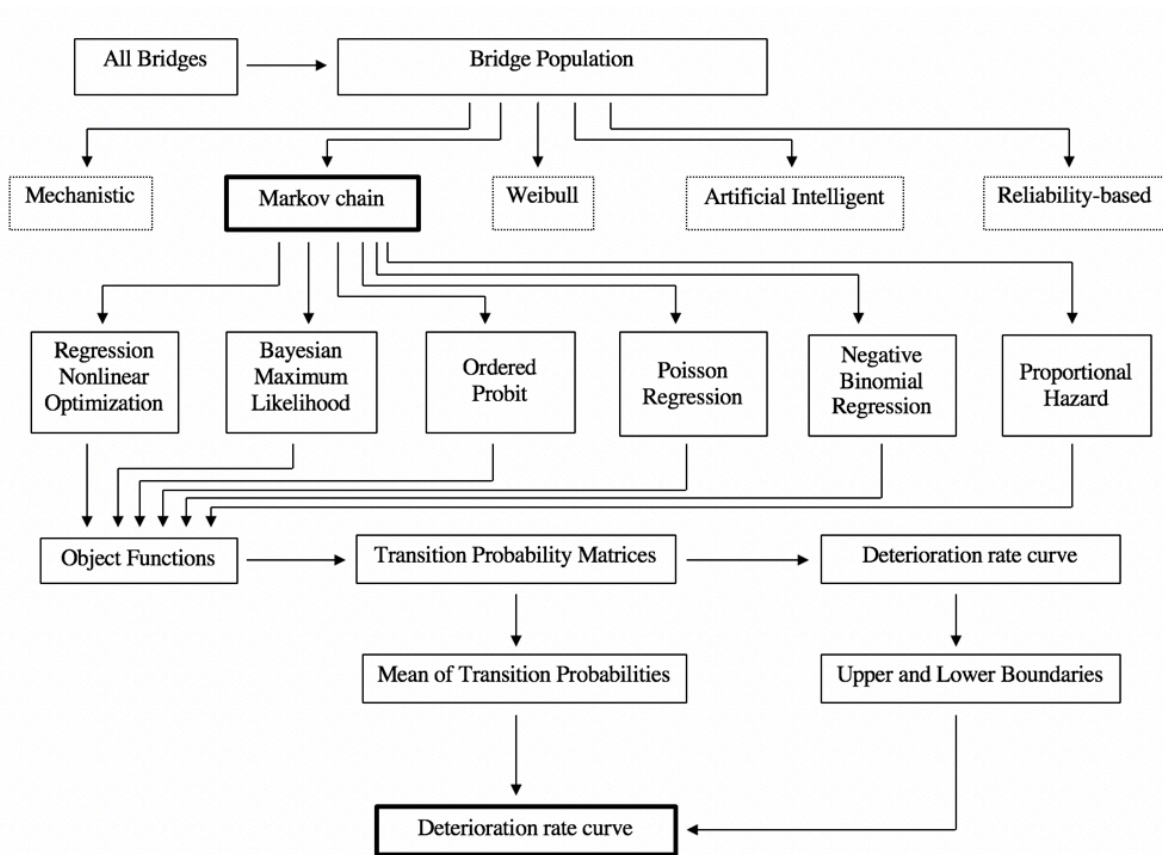 All Bridges
Bridge Population
Mechanistic
Markov chain
Weibull
Artificial Intelligent
Reliability-based
Regression
Nonlinear
Optimization
Bayesian
Maximum
Likelihood
Ordered
Probit
Poisson
Regression
Negative
Binomial
Regression
Proportional
Hazard
Object Functions
Transition Probability Matrices
Deterioration rate curve
Mean of Transition Probabilities
Upper and Lower Boundaries
Deterioration rate curve